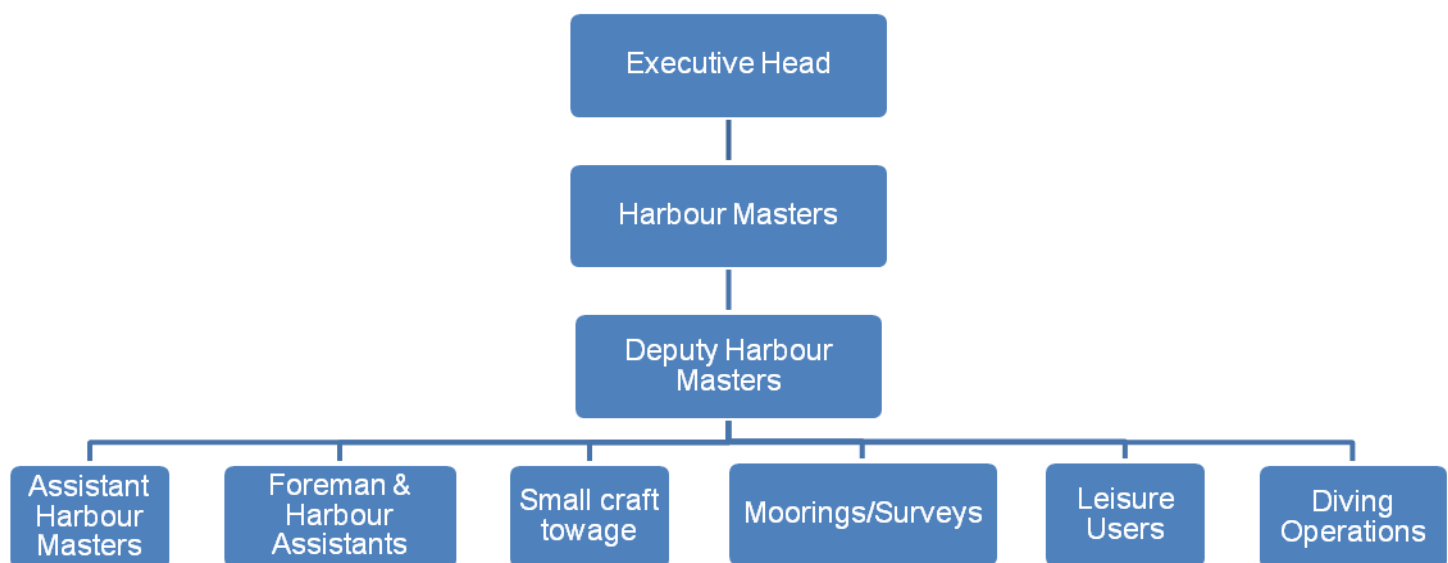 Executive Head
Harbour Masters
Deputy Harbour
Masters
Assistant
Harbour
Masters
Foreman &
Harbour
Assistants
Small craft
towage
Moorings/Surveys
Leisure
Users
Diving
Operations